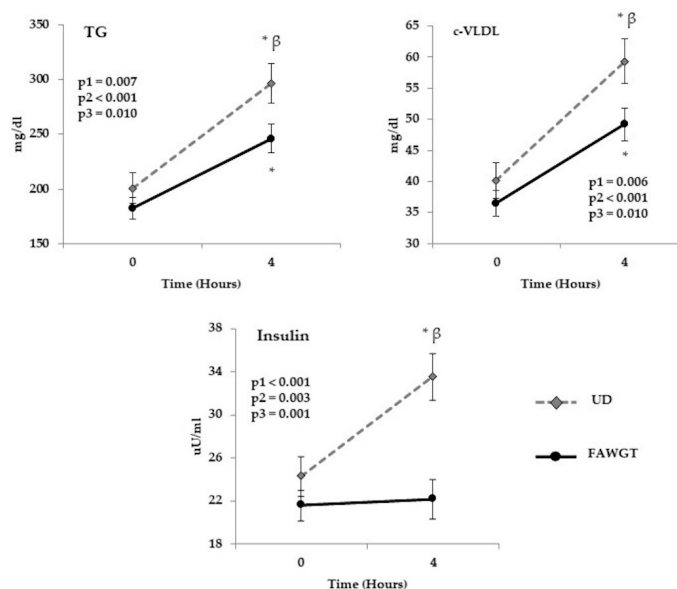 TG
* β
p1 = 0.007
p2 < 0.001
p3 = 0.010
350
300
250
200
150
mg/dl
*
0
4
Time (Hours)
c-VLDL
* β
70
65
60
55
50
45
40
35
30
mg/dl
*
p1 = 0.006
p2 < 0.001
p3 = 0.010
0
4
Time (Hours)
Insulin
* β
p1 < 0.001
p2 = 0.003
p3 = 0.001
38
34
30
26
22
18
uU/ml
0
4
Time (Hours)
UD
FAWGT